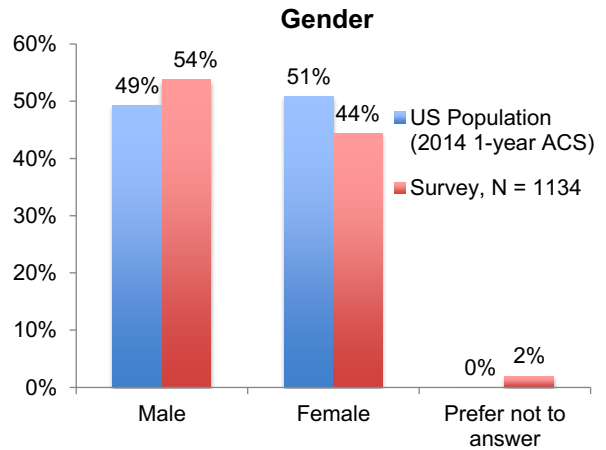 Gender
60%
50%
40%
30%
20%
10%
0%
49%
54%
51%
44%
0%
2%
US Population
(2014 1-year ACS)
Survey, N = 1134
Male
Female
Prefer not to
answer